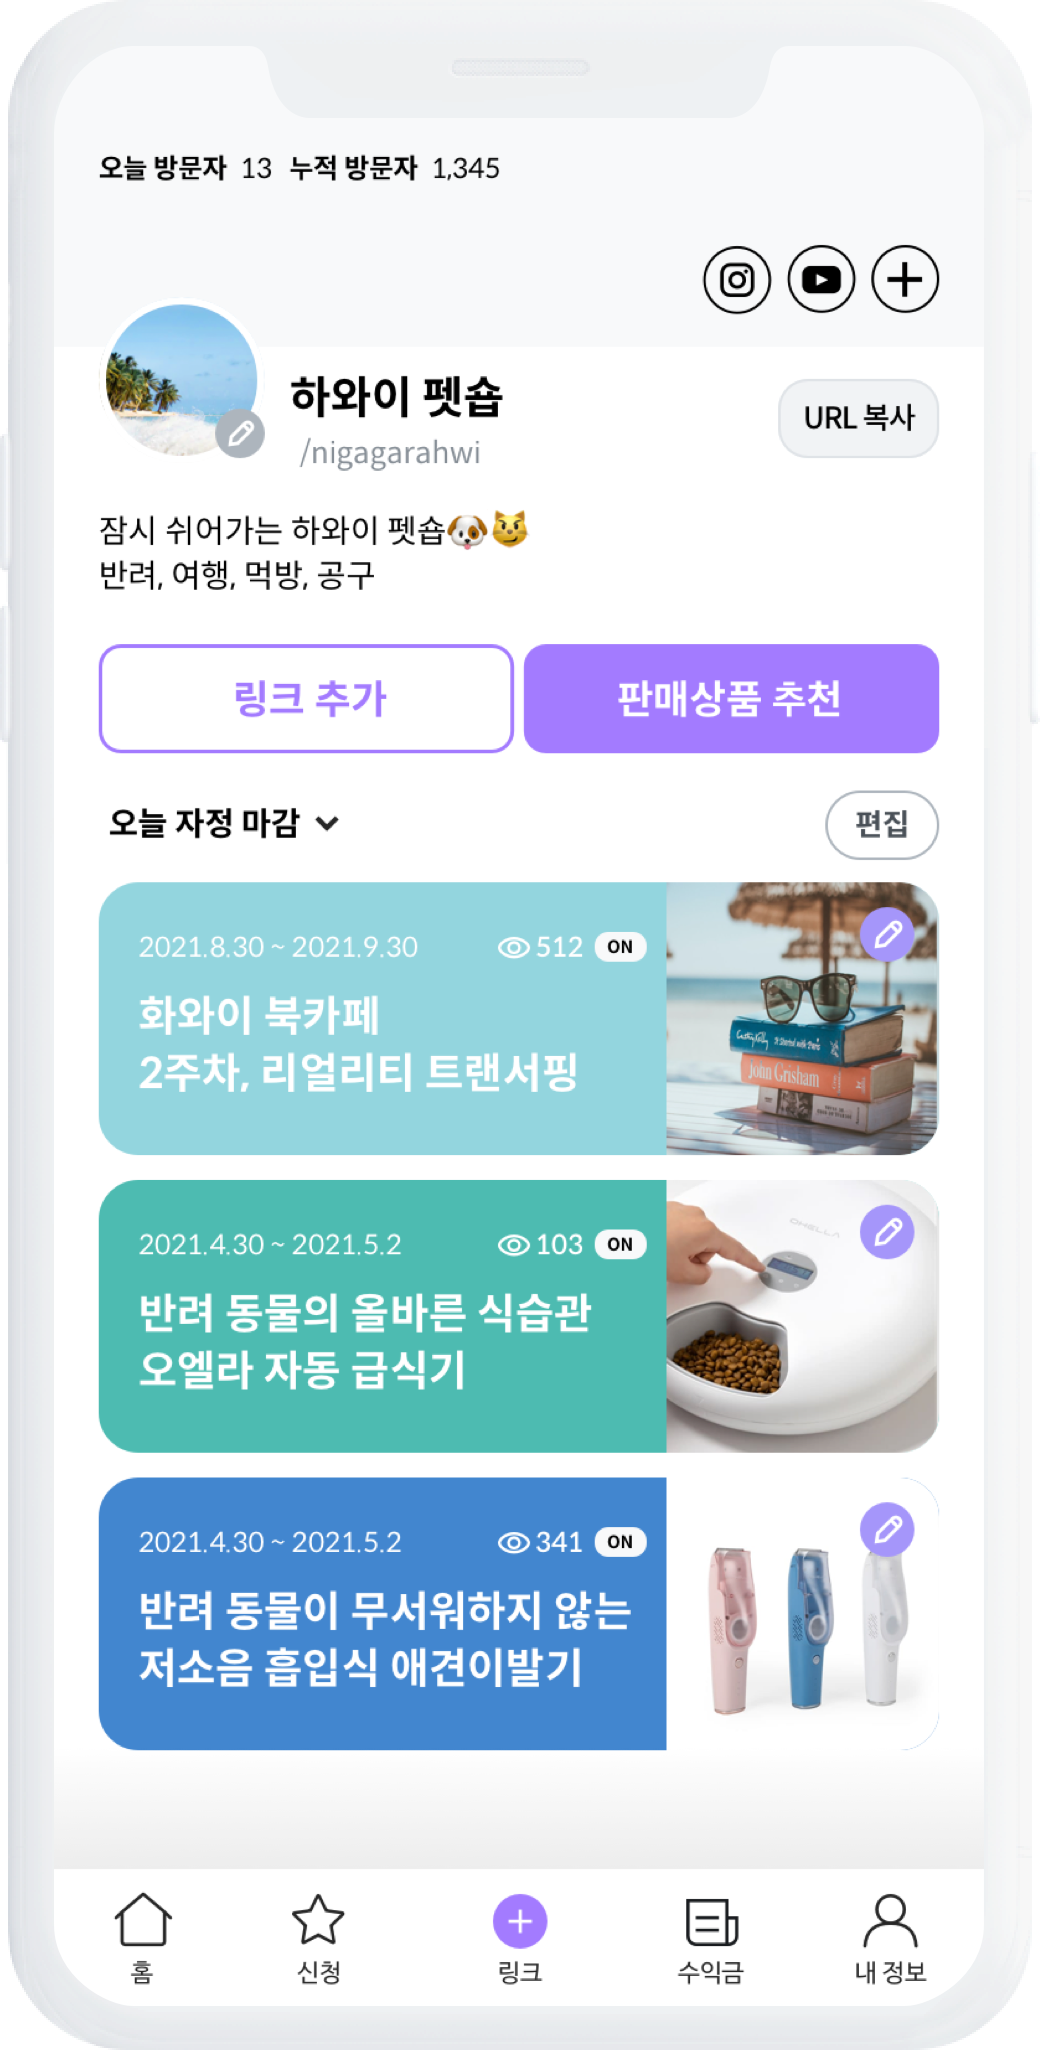 오늘 방문자 13 누적 방문자 1,345
하와이 펫숍
/nigagarahwi
URL 복사
잠시 쉬어가는 하와이 펫숍🐶😼
반려, 여행, 먹방, 공구
링크 추가
판매상품 추천
오늘 자정 마감
편집
2021.8.30 ~ 2021.9.30 512 ON
화와이 북카페
2주차, 리얼리티 트랜서핑
John Grisham
2021.4.30 ~ 2021.5.2 103 ON
반려 동물의 올바른 식습관
오엘라 자동 급식기
OHELLA
2021.4.30 ~ 2021.5.2 341 ON
반려 동물이 무서워하지 않는
저소음 흡입식 애견이발기
홈
신청
링크
수익금
내 정보